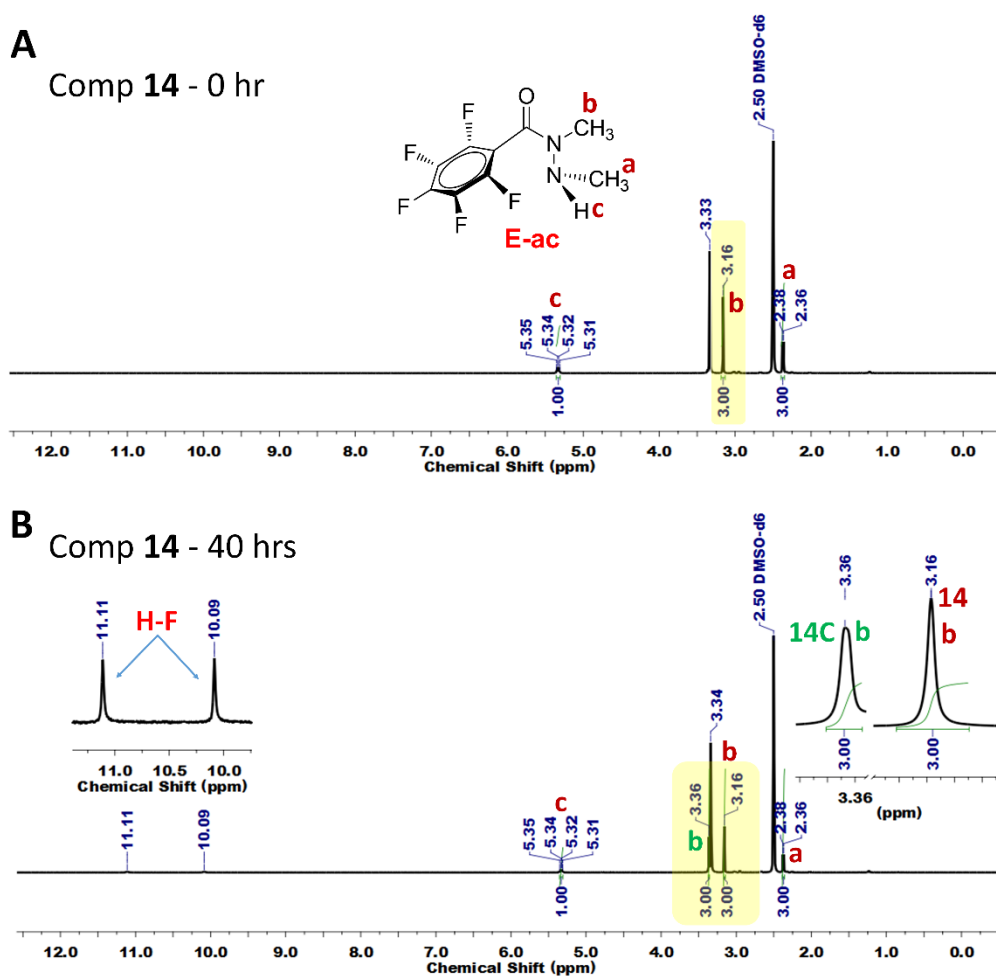 A
Comp 14 - 0 hr
O
b
CH3
F
F
N
a
F
N
CH3
F
F
H
c
E-ac
2.50 DMSO-d6
3.33
3.16
b
a
2.38
2.36
c
5.35
5.34
5.32
5.31
1.00
3.00
3.00
12.0 11.0 10.0 9.0 8.0 7.0 6.0 5.0 4.0 3.0 2.0 1.0 0.0
Chemical Shift (ppm)
B
Comp 14 - 40 hrs
2.50 DMSO-d6
11.11
H-F
10.09
11.0 10.5 10.0
Chemical Shift (ppm)
3.36
3.16
14
14C b
b
3.00
3.00
3.36
(ppm)
3.34
b
3.36
3.16
b
c
5.35
5.34
5.32
5.31
2.38
2.36
a
11.11
10.09
1.00
3.00
3.00
3.00
12.0 11.0 10.0 9.0 8.0 7.0 6.0 5.0 4.0 3.0 2.0 1.0 0.0
Chemical Shift (ppm)